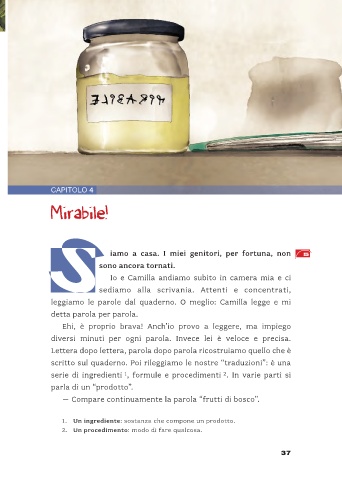 CAPITOLO 4
Mirabile!
Siamo a casa. I miei genitori, per fortuna, non
sono ancora tornati.
Io e Camilla andiamo subito in camera mia e ci
sediamo alla scrivania. Attenti e concentrati,
leggiamo le parole dal quaderno. O meglio: Camilla legge e mi
detta parola per parola.
Ehi, è proprio brava! Anch'io provo a leggere, ma impiego
diversi minuti per ogni parola. Invece lei è veloce e precisa.
Lettera dopo lettera, parola dopo parola ricostruiamo quello che è
scritto sul quaderno. Poi rileggiamo le nostre "traduzioni": è una
serie di ingredienti ¹, formule e procedimenti ². In varie parti si
parla di un "prodotto".
— Compare continuamente la parola "frutti di bosco".
1. Un ingrediente: sostanza che compone un prodotto.
2. Un procedimento: modo di fare qualcosa.
37